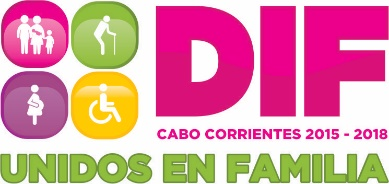 DIF
CABO CORRIENTES 2015 - 2018
UNIDOS EN FAMILIA